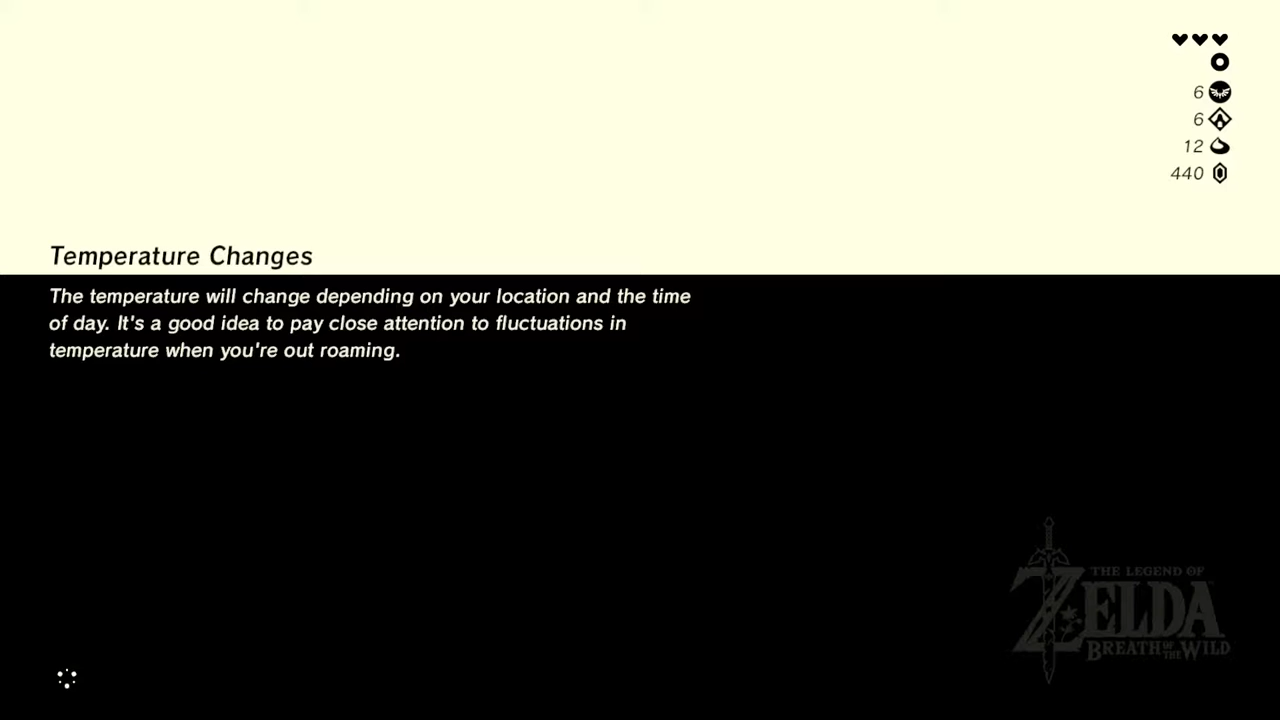 6
6
12
440
Temperature Changes
The temperature will change depending on your location and the time
of day. It's a good idea to pay close attention to fluctuations in
temperature when you're out roaming.
THE LEGEND OF
ZELDA
BREATH OF THE WILD